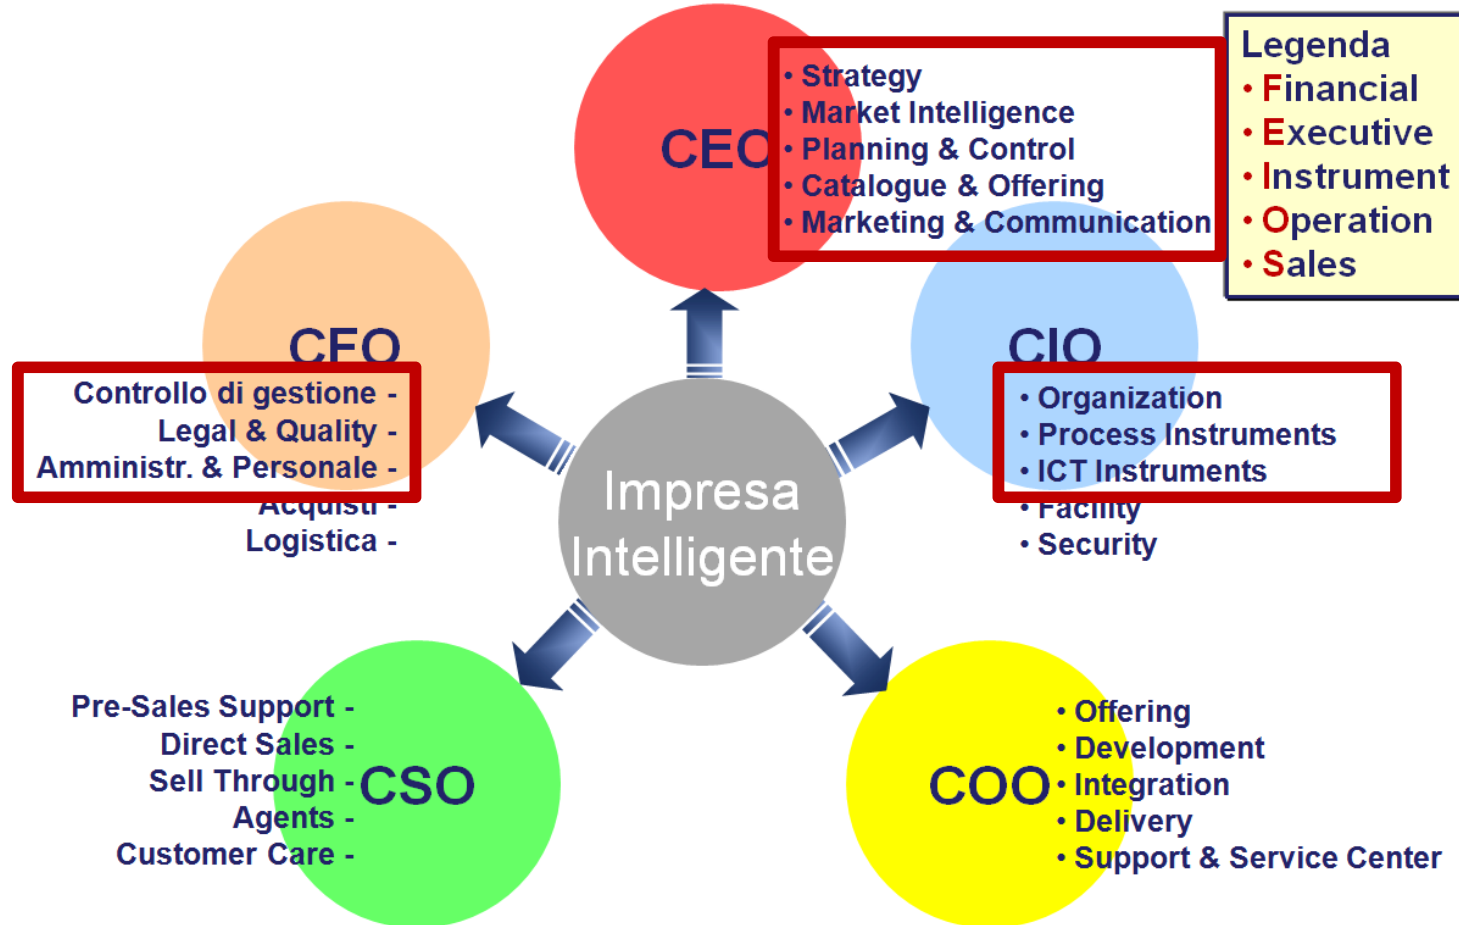 CEO
• Strategy
• Market Intelligence
• Planning & Control
• Catalogue & Offering
• Marketing & Communication
Legenda
• Financial
• Executive
• Instrument
• Operation
• Sales
CFO
Controllo di gestione -
Legal & Quality -
Amministr. & Personale -
Acquisti -
Logistica -
CIO
• Organization
• Process Instruments
• ICT Instruments
• Facility
• Security
Impresa
Intelligente
CSO
Pre-Sales Support -
Direct Sales -
Sell Through -
Agents -
Customer Care -
COO
• Offering
• Development
• Integration
• Delivery
• Support & Service Center